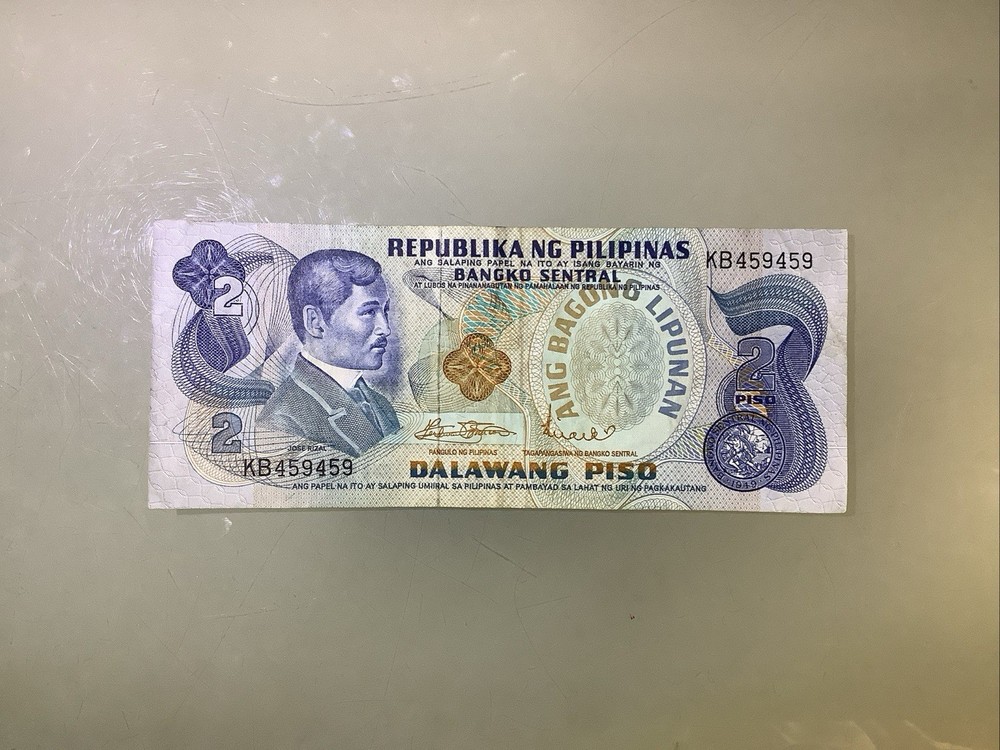 REPUBLIKA NG PILIPINAS
ANG SALAPING PAPEL NA ITO AY ISANG BAYARIN NG
BANGKO SENTRAL
AT LUBOS NA PINANANAGUTAN NG PAMAHALAAN NG REPUBLIKA NG PILIPINAS
KB459459
2
ANG BAGONG LIPUNAN
2
PISO
2
JOSE RIZAL
KB459459
PANGULO NG PILIPINAS
TAGAPANGASIWA NG BANGKO SENTRAL
DALAWANG PISO
1949
ANG PAPEL NA ITO AY SALAPING UMIIRAL SA PILIPINAS AT PAMBAYAD SA LAHAT NG URI NG PAGKAKAUTANG